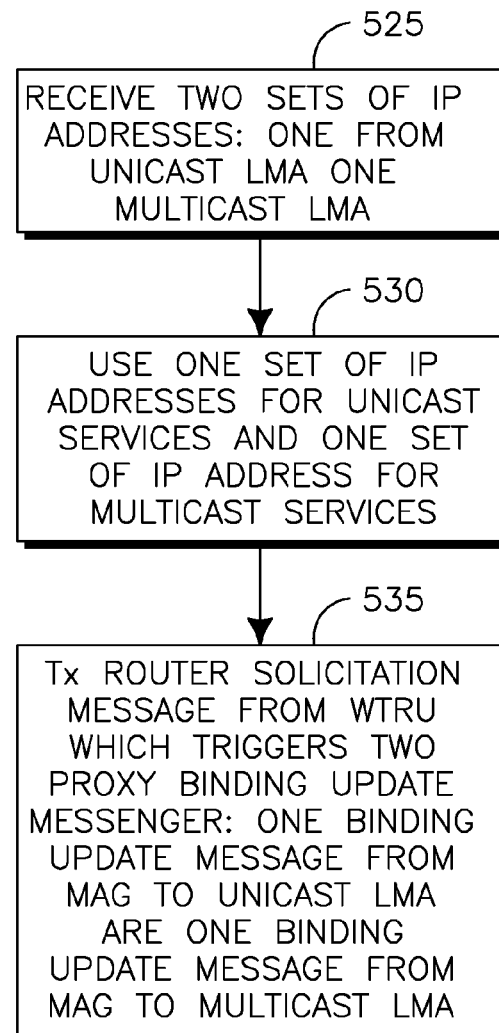 525
RECEIVE TWO SETS OF IP
ADDRESSES: ONE FROM
UNICAST LMA ONE
MULTICAST LMA
530
USE ONE SET OF IP
ADDRESSES FOR UNICAST
SERVICES AND ONE SET
OF IP ADDRESS FOR
MULTICAST SERVICES
535
Tx ROUTER SOLICITATION
MESSAGE FROM WTRU
WHICH TRIGGERS TWO
PROXY BINDING UPDATE
MESSENGER: ONE BINDING
UPDATE MESSAGE FROM
MAG TO UNICAST LMA
ARE ONE BINDING
UPDATE MESSAGE FROM
MAG TO MULTICAST LMA